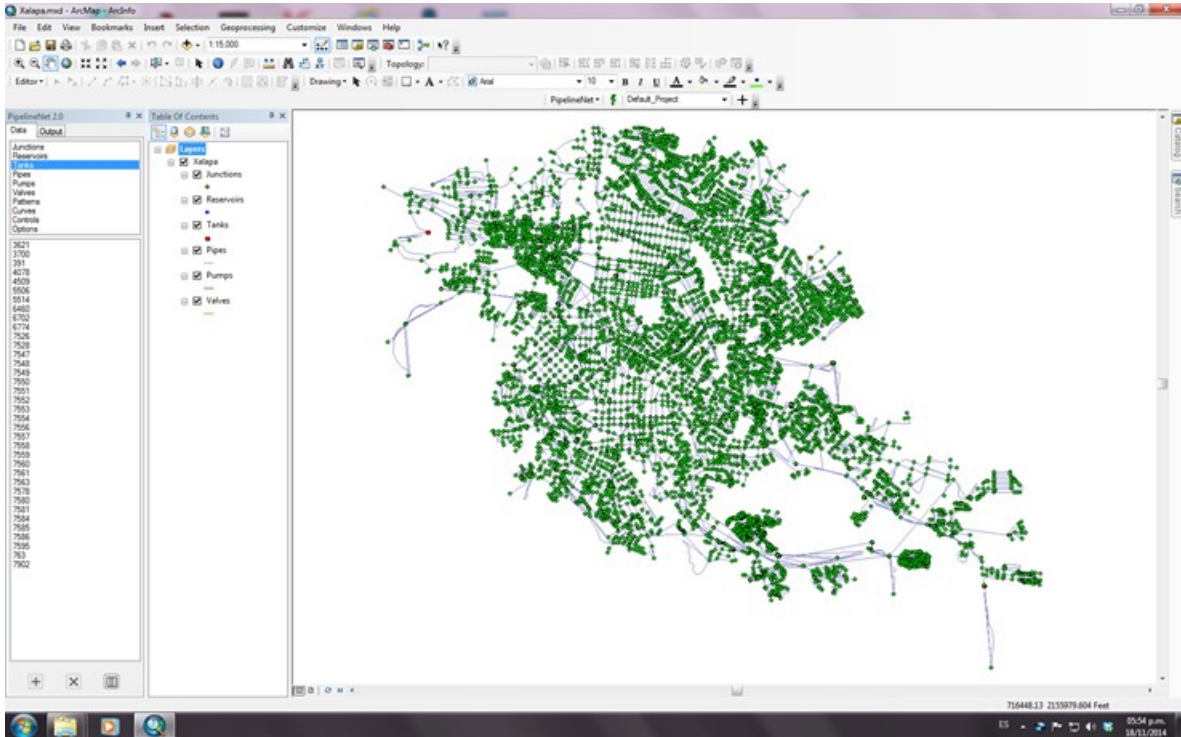 Xalapa.mxd - ArcMap - ArcInfo
File Edit View Bookmarks Insert Selection Geoprocessing Customize Windows Help
1:15,000
Topology:
Editor Drawing Arial 10 B I U A
PipelineNet Default_Project
PipelineNet 2.0
Data Output
Junctions
Reservoirs
Tanks
Pipes
Pumps
Valves
Patterns
Curves
Controls
Options
3621
3700
391
4078
4509
5506
5514
6460
6702
6774
7526
7528
7547
7548
7549
7550
7551
7552
7553
7554
7556
7557
7558
7559
7560
7561
7563
7578
7580
7581
7584
7585
7586
7595
763
7902
Table Of Contents
Layers
Xalapa
Junctions
Reservoirs
Tanks
Pipes
Pumps
Valves
Catalog
Search
716448.13 2155979.604 Feet
ES
05:54 p.m.
18/11/2014